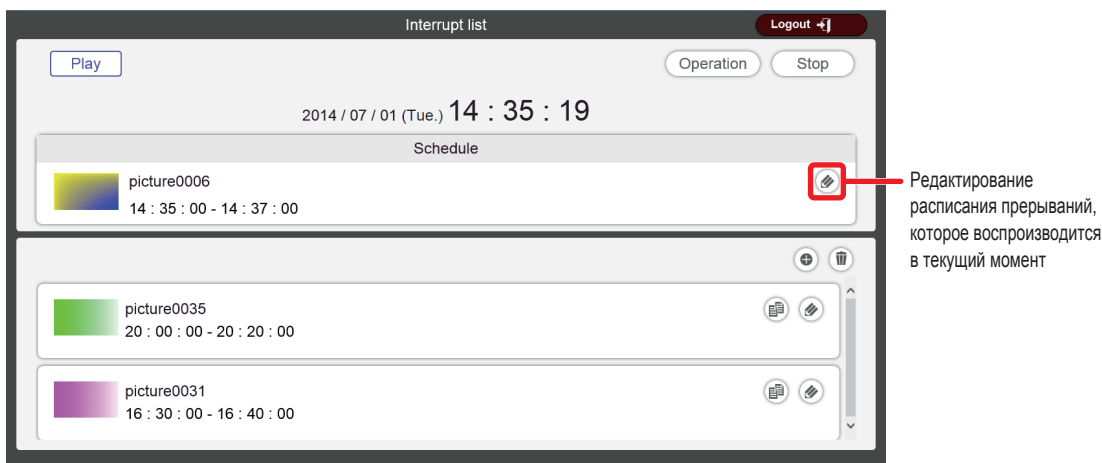 Interrupt list
Logout
Play
Operation
Stop
2014 / 07 / 01 (Tue.) 14 : 35 : 19
Schedule
picture0006
14 : 35 : 00 - 14 : 37 : 00
Редактирование
расписания прерываний,
которое воспроизводится
в текущий момент
picture0035
20 : 00 : 00 - 20 : 20 : 00
picture0031
16 : 30 : 00 - 16 : 40 : 00